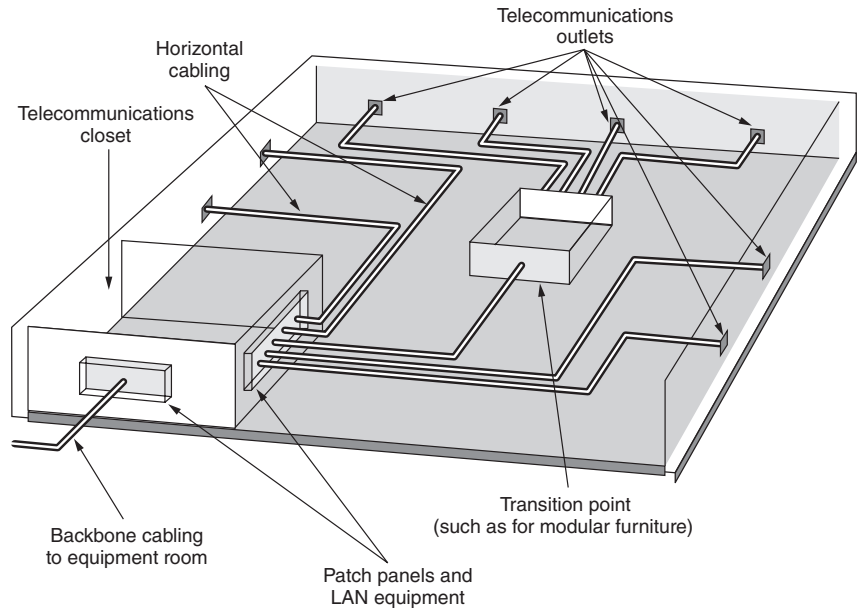 Telecommunications
outlets
Horizontal
cabling
Telecommunications
closet
Transition point
(such as for modular furniture)
Backbone cabling
to equipment room
Patch panels and
LAN equipment